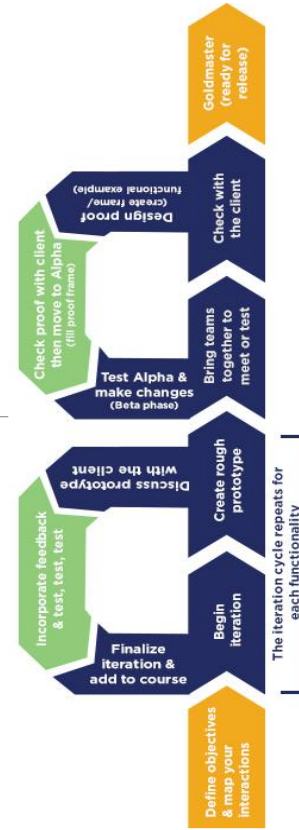 Define objectives
& map your
interactions
Begin
iteration
Create rough
prototype
Discuss prototype
with the client
Incorporate feedback
& test, test, test
Finalize
iteration &
add to course
The iteration cycle repeats for
each functionality
Bring teams
together to
meet or test
Check with
the client
Design proof
(create frame/
functional example)
Check proof with client
then move to Alpha
(fill proof frame)
Test Alpha &
make changes
(Beta phase)
Goldmaster
(ready for
release)